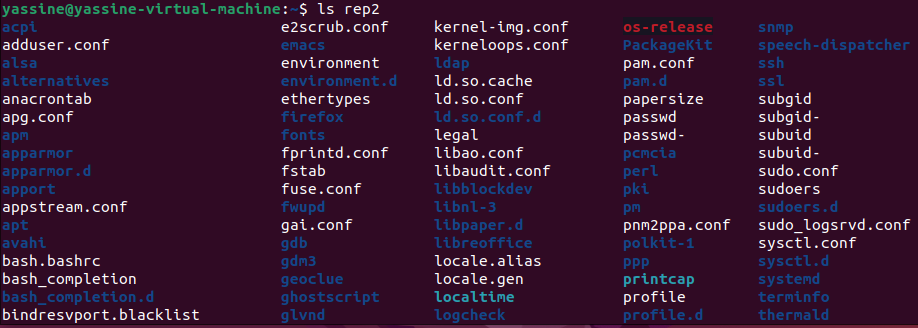 yassine@yassine-virtual-machine:~$ ls rep2
acpi e2scrub.conf kernel-img.conf os-release snmp
adduser.conf emacs kerneloops.conf PackageKit speech-dispatcher
alsa environment ldap pam.conf ssh
alternatives environment.d ld.so.cache pam.d ssl
anacrontab ethertypes ld.so.conf papersize subgid
apg.conf firefox ld.so.conf.d passwd subgid-
apm fonts legal passwd- subuid
apparmor fprintd.conf libao.conf pcmcia subuid-
apparmor.d fstab libaudit.conf perl sudo.conf
apport fuse.conf libblockdev pki sudoers
appstream.conf fwupd libnl-3 pm sudoers.d
apt gai.conf libpaper.d pnm2ppa.conf sudo_logsrvd.conf
avahi gdb libreoffice polkit-1 sysctl.conf
bash.bashrc gdm3 locale.alias ppp sysctl.d
bash_completion geoclue locale.gen printcap systemd
bash_completion.d ghostscript localtime profile terminfo
bindresvport.blacklist glvnd logcheck profile.d thermald